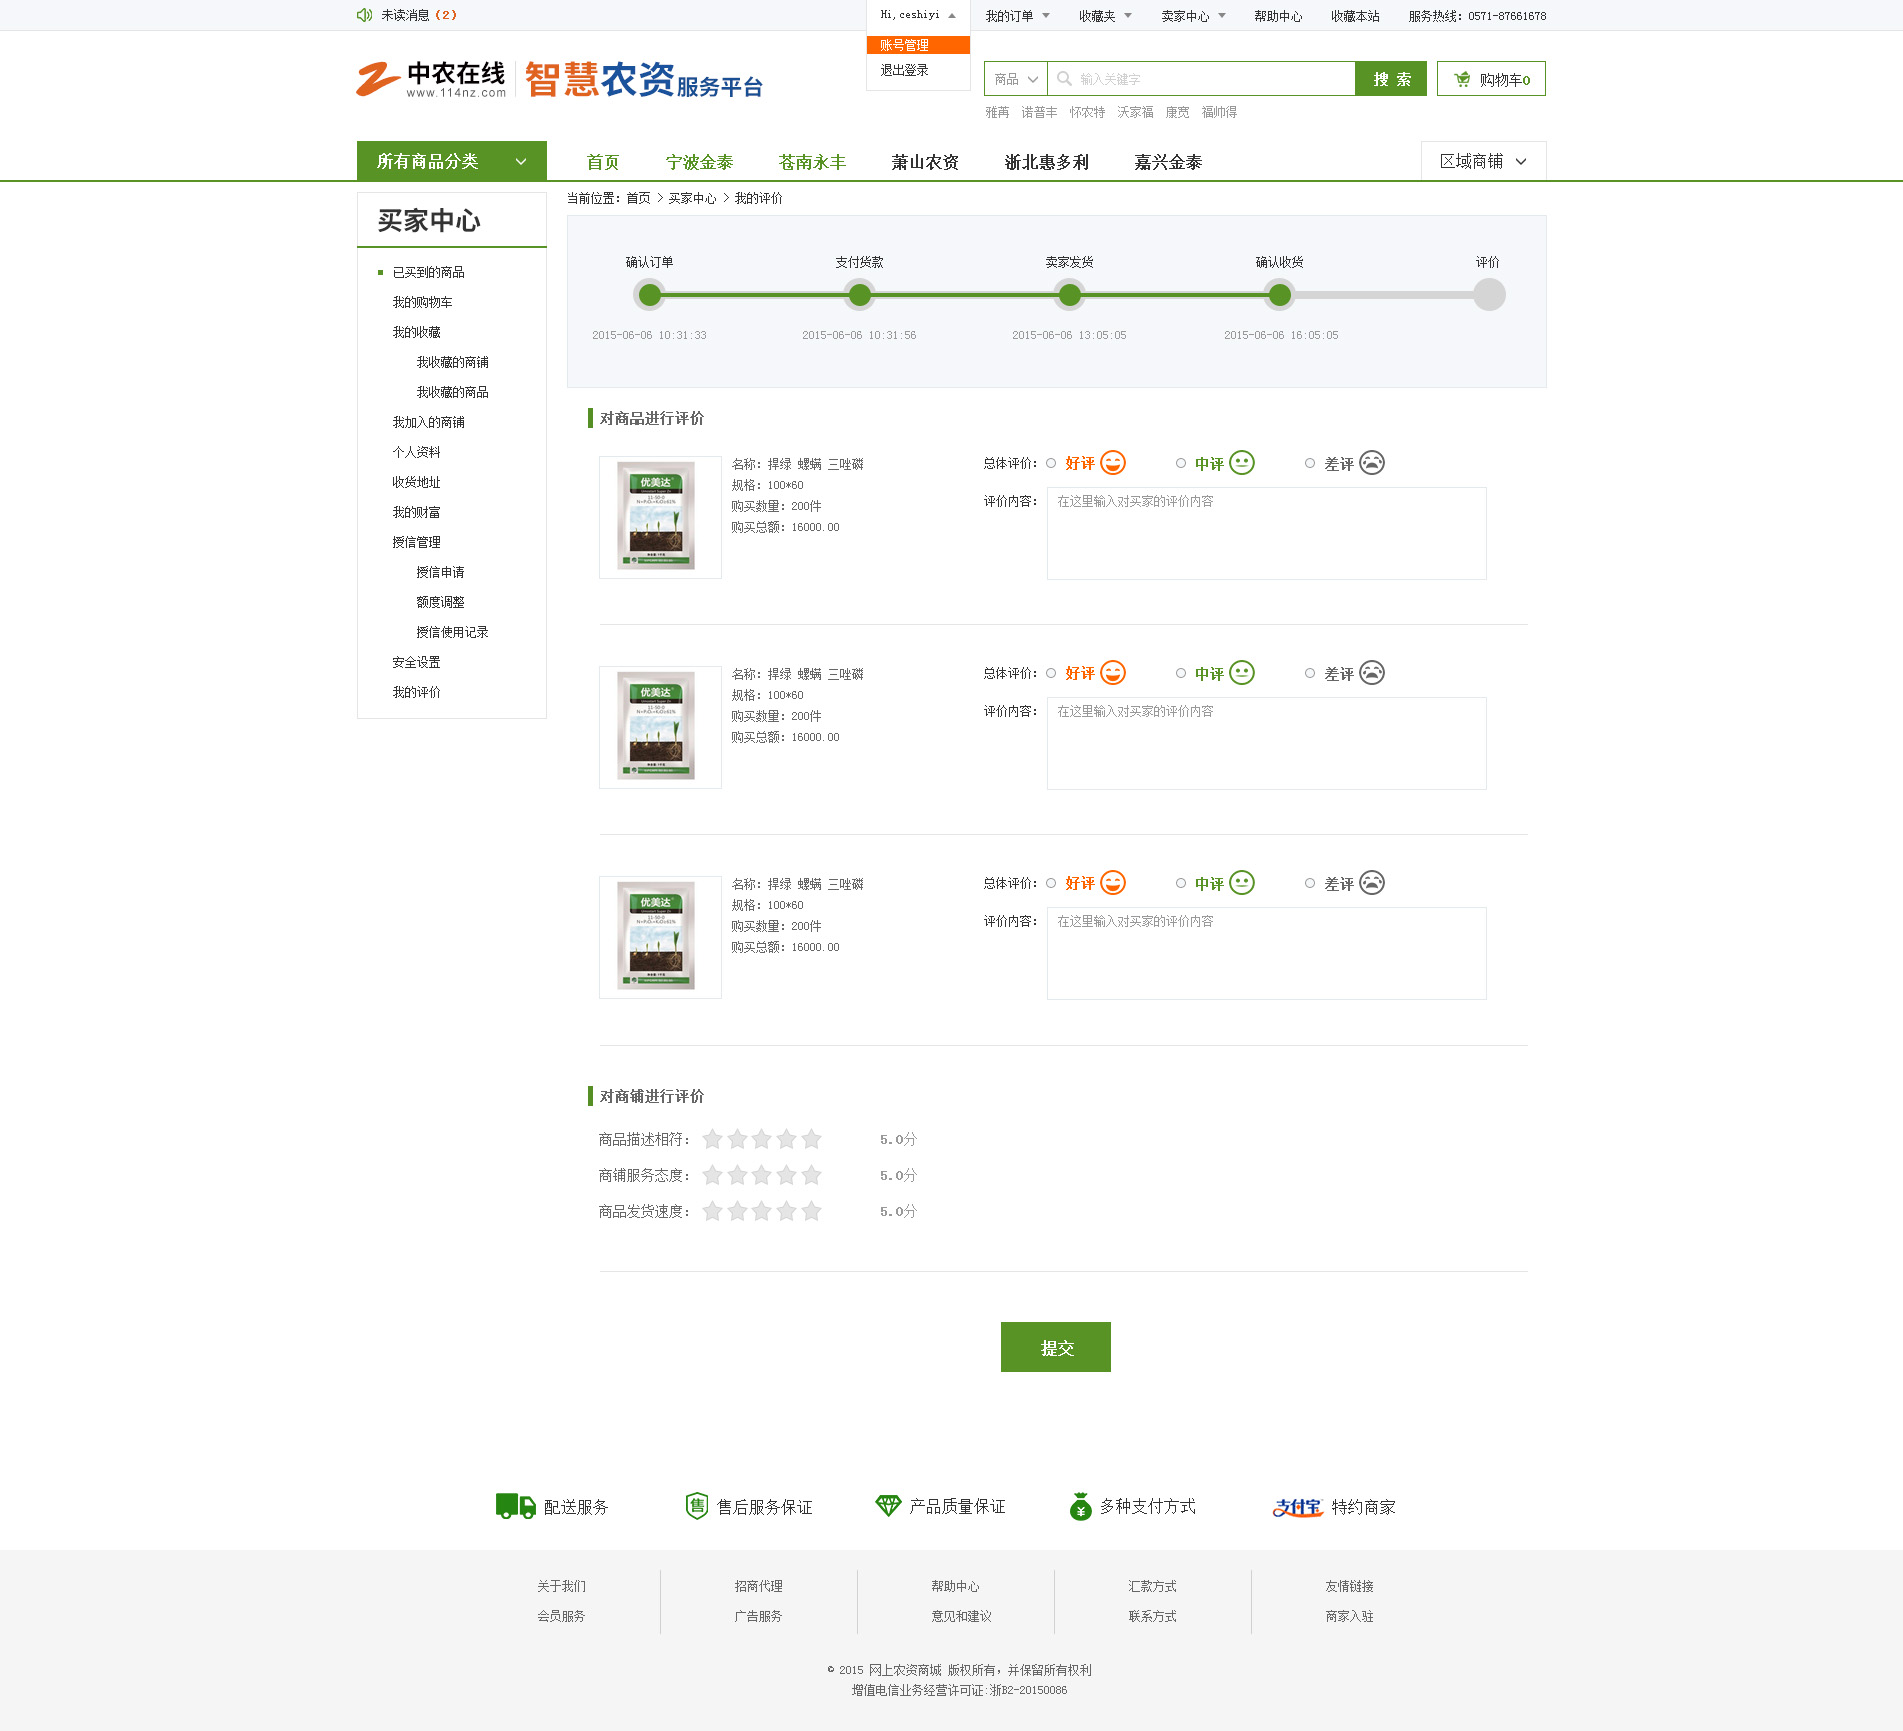 未读消息（2）
Hi,ceshiyi
我的订单
收藏夹
卖家中心
帮助中心
收藏本站
服务热线：0571-87661678
账号管理
退出登录
中农在线
www.114nz.com
智慧农资服务平台
商品
输入关键字
搜 索
购物车0
雅苒 诺普丰 怀农特 沃家福 康宽 福帅得
所有商品分类
首页
宁波金泰
苍南永丰
萧山农资
浙北惠多利
嘉兴金泰
区域商铺
当前位置：首页 > 买家中心 > 我的评价
买家中心
已买到的商品
我的购物车
我的收藏
我收藏的商铺
我收藏的商品
我加入的商铺
个人资料
收货地址
我的财富
授信管理
授信申请
额度调整
授信使用记录
安全设置
我的评价
确认订单
支付货款
卖家发货
确认收货
评价
2015-06-06 10:31:33
2015-06-06 10:31:56
2015-06-06 13:05:05
2015-06-06 16:05:05
对商品进行评价
优美达
11-50-0
名称：捍绿 螺螨 三唑磷
规格：100*60
购买数量：200件
购买总额：16000.00
总体评价：
好评
中评
差评
评价内容：
在这里输入对买家的评价内容
优美达
11-50-0
名称：捍绿 螺螨 三唑磷
规格：100*60
购买数量：200件
购买总额：16000.00
总体评价：
好评
中评
差评
评价内容：
在这里输入对买家的评价内容
优美达
11-50-0
名称：捍绿 螺螨 三唑磷
规格：100*60
购买数量：200件
购买总额：16000.00
总体评价：
好评
中评
差评
评价内容：
在这里输入对买家的评价内容
对商铺进行评价
商品描述相符：
5.0分
商铺服务态度：
5.0分
商品发货速度：
5.0分
提交
配送服务
售
售后服务保证
产品质量保证
¥
多种支付方式
支付宝
特约商家
关于我们
招商代理
帮助中心
汇款方式
友情链接
会员服务
广告服务
意见和建议
联系方式
商家入驻
© 2015 网上农资商城 版权所有，并保留所有权利
增值电信业务经营许可证:浙B2-20150086